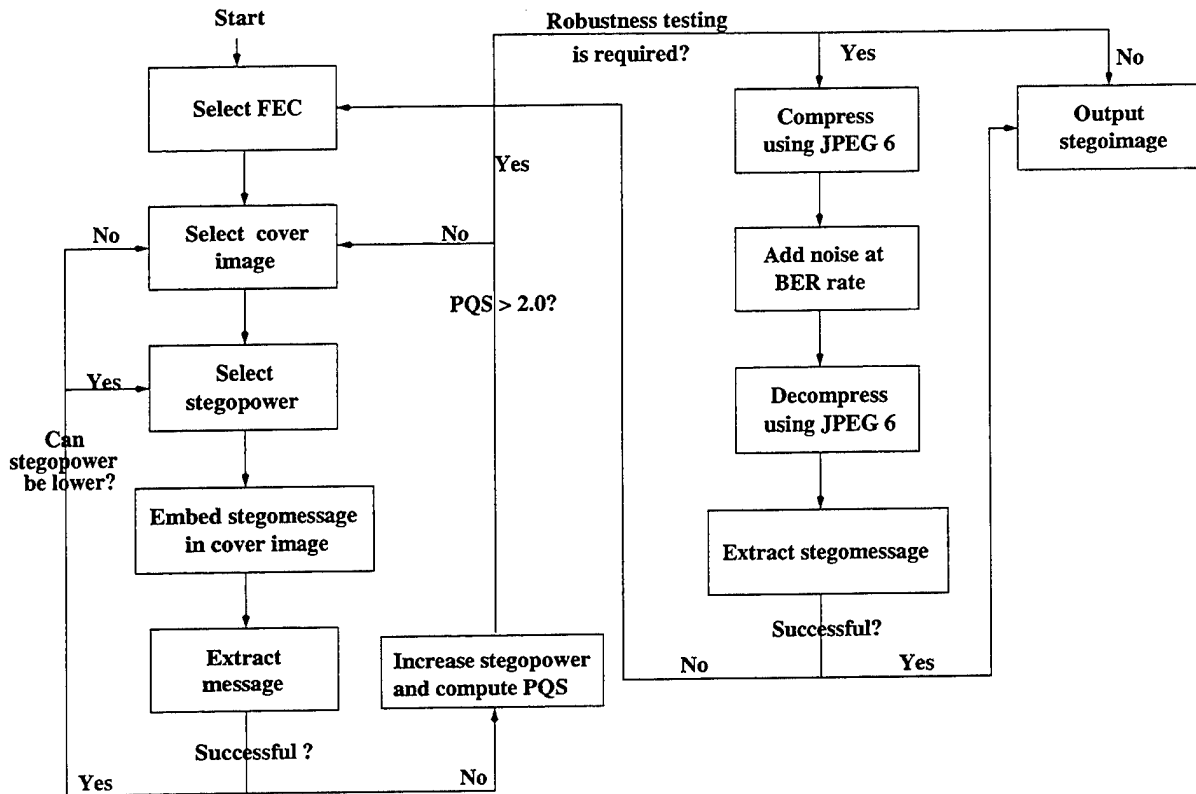 Start
Select FEC
Select cover
image
No
Select
stegopower
Yes
Can
stegopower
be lower?
Embed stegomessage
in cover image
Extract
message
Successful ?
Yes
No
Increase stegopower
and compute PQS
PQS > 2.0?
No
Yes
Robustness testing
is required?
Yes
No
Compress
using JPEG 6
Add noise at
BER rate
Decompress
using JPEG 6
Extract stegomessage
Successful?
No
Yes
Output
stegoimage